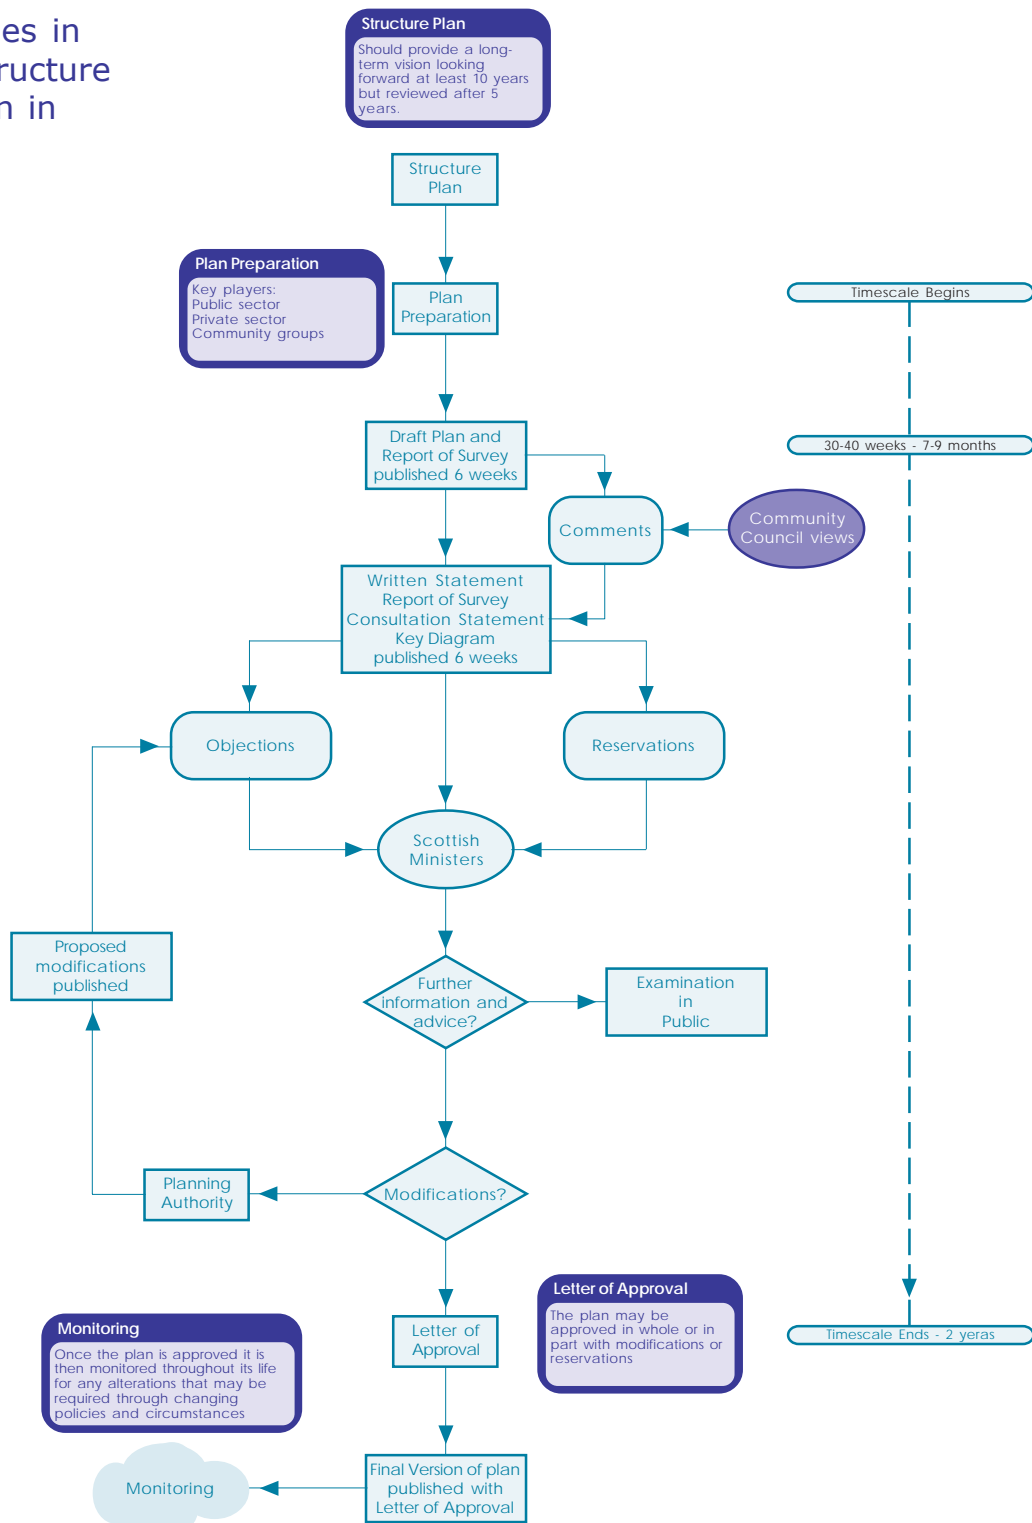 es in
ructure
n in
Structure Plan
Should provide a long-
term vision looking
forward at least 10 years
but reviewed after 5
years.
Structure
Plan
Plan Preparation
Key players:
Public sector
Private sector
Community groups
Plan
Preparation
Timescale Begins
Draft Plan and
Report of Survey
published 6 weeks
30-40 weeks - 7-9 months
Comments
Community
Council views
Written Statement
Report of Survey
Consultation Statement
Key Diagram
published 6 weeks
Objections
Reservations
Scottish
Ministers
Proposed
modifications
published
Further
information and
advice?
Examination
in
Public
Planning
Authority
Modifications?
Letter of Approval
The plan may be
approved in whole or in
part with modifications or
reservations
Monitoring
Once the plan is approved it is
then monitored throughout its life
for any alterations that may be
required through changing
policies and circumstances
Letter of
Approval
Timescale Ends - 2 yeras
Monitoring
Final Version of plan
published with
Letter of Approval